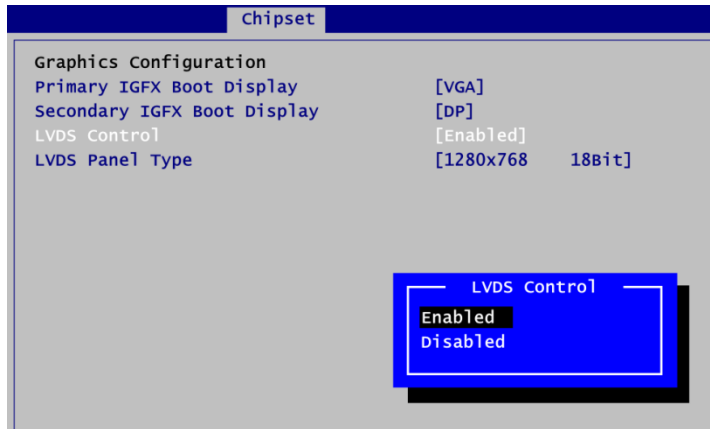 Chipset
Graphics Configuration
Primary IGFX Boot Display [VGA]
Secondary IGFX Boot Display [DP]
LVDS Control [Enabled]
LVDS Panel Type [1280x768 18Bit]
LVDS Control
Enabled
Disabled